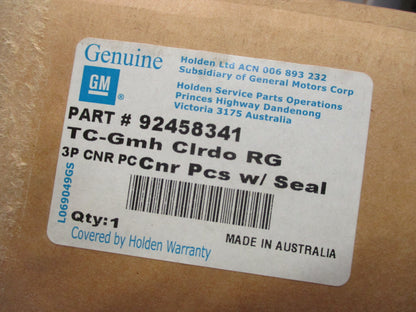 Genuine
GM
Holden Ltd ACN 006 893 232
Subsidiary of General Motors Corp
Holden Service Parts Operations
Princes Highway Dandenong
Victoria 3175 Australia
PART # 92458341
TC-Gmh Clrdo RG
3P CNR PC Cnr Pcs w/ Seal
L069049GS
Qty:1
Covered by Holden Warranty
MADE IN AUSTRALIA